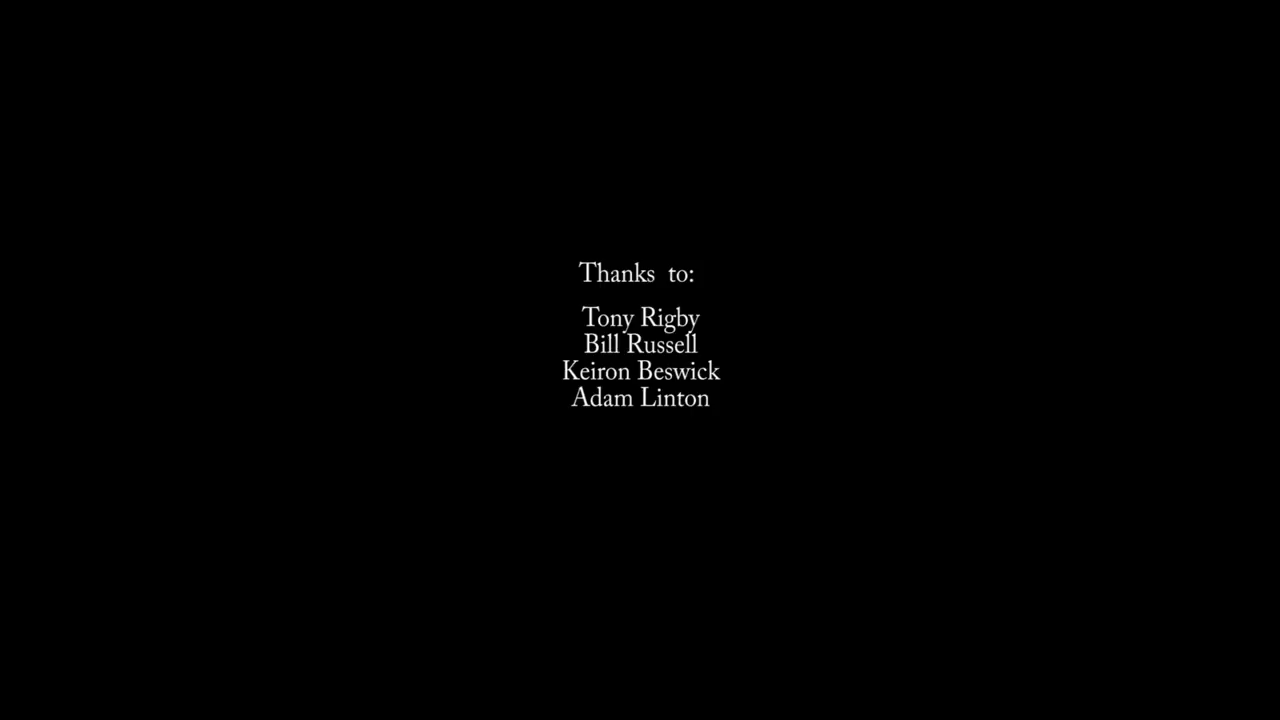 Thanks to:
Tony Rigby
Bill Russell
Keiron Beswick
Adam Linton